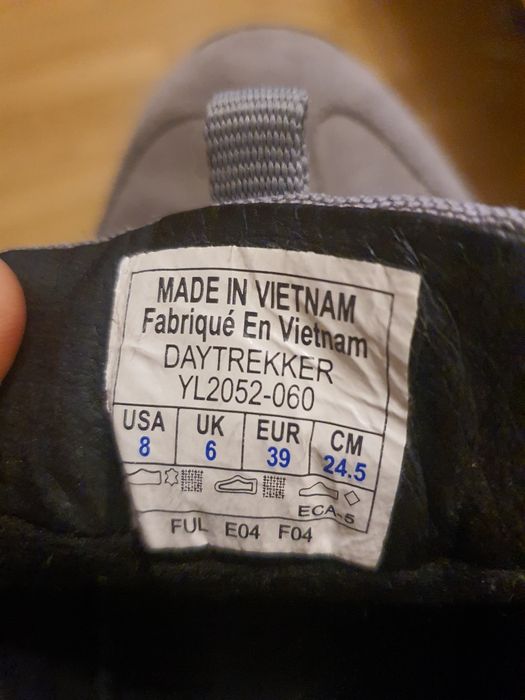 MADE IN VIETNAM
Fabriqué En Vietnam
DAYTREKKER
YL2052-060
USA UK EUR CM
8 6 39 24.5
ECA-5
FUL E04 F04